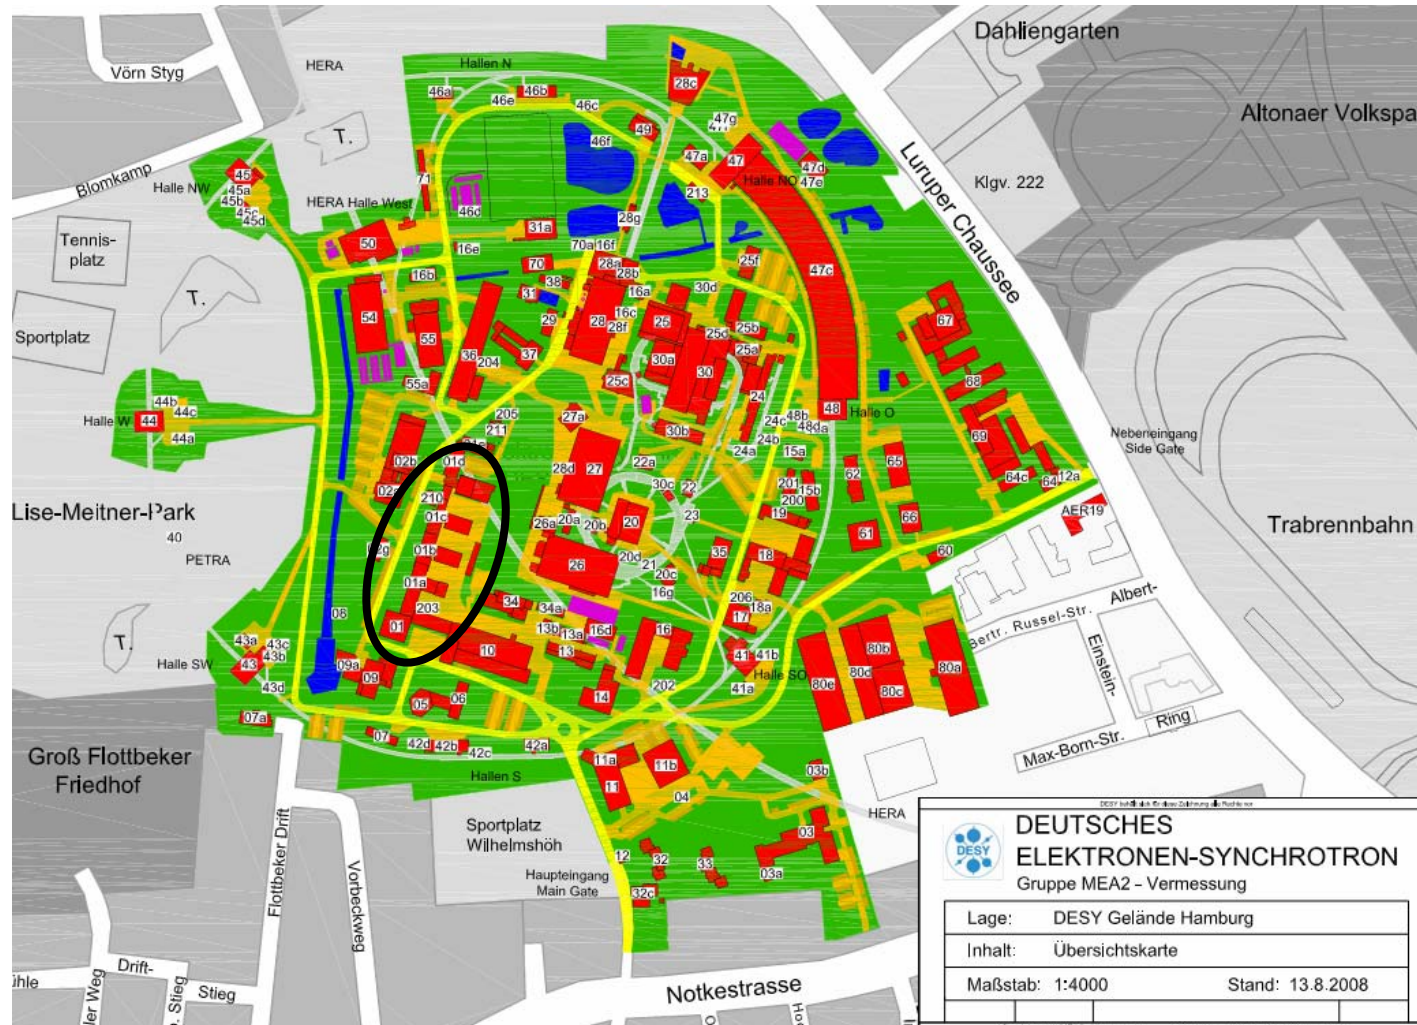 Dahliengarten
Vörn Styg
HERA
Hallen N
28c
46a
46b
46e
46c
47g
Altonaer Volkspa
T.
49
46f
47a
47
47d
47e
Luruper Chaussee
Blomkamp
45
Halle NW
45a
45b
45c
45d
71
Halle NO
Klgv. 222
213
HERA Halle West
46d
28g
31a
Tennis-
platz
50
16e
70a
16f
28a
28b
25f
47c
70
16b
38
16a
30d
T.
31
16c
54
29
28
28f
25
25d
25b
67
Sportplatz
55
36
204
37
30a
25a
30
68
55a
25c
24
44b
44c
Halle W
44
44a
205
27a
48b
48
Halle O
24c
211
30b
24b
24a
69
Nebeneingang
Side Gate
02b
01d
28d
27
22a
15a
62
65
64c
64
12a
02a
210
30c
22
201
15b
200
AER19
Lise-Meitner-Park
01c
26a
20a
20b
20
23
19
66
Trabrennbahn
40
61
PETRA
01b
26
20d
21
35
18
60
01a
20c
16g
203
34
34a
206
18a
Albert-
08
01
13b
13a
16d
16
17
Bertr. Russel-Str.
T.
43a
43c
43b
43
Halle SW
09a
09
10
13
41
41b
Halle SO
80b
80d
80a
80e
80c
Einstein-
43d
05
06
14
202
41a
07a
07
42d
42b
42c
42a
Ring
Max-Born-Str.
Groß Flottbeker
Friedhof
Hallen S
11a
11
11b
03b
04
Flottbeker Drift
Vorbeckweg
Sportplatz
Wilhelmshöh
HERA
03
12
32
33
03a
Haupteingang
Main Gate
32c
DEUTSCHES
ELEKTRONEN-SYNCHROTRON
DESY
Gruppe MEA2 - Vermessung
Lage: DESY Gelände Hamburg
Inhalt: Übersichtskarte
Maßstab: 1:4000 Stand: 13.8.2008
Drift-
Stieg
Notkestrasse